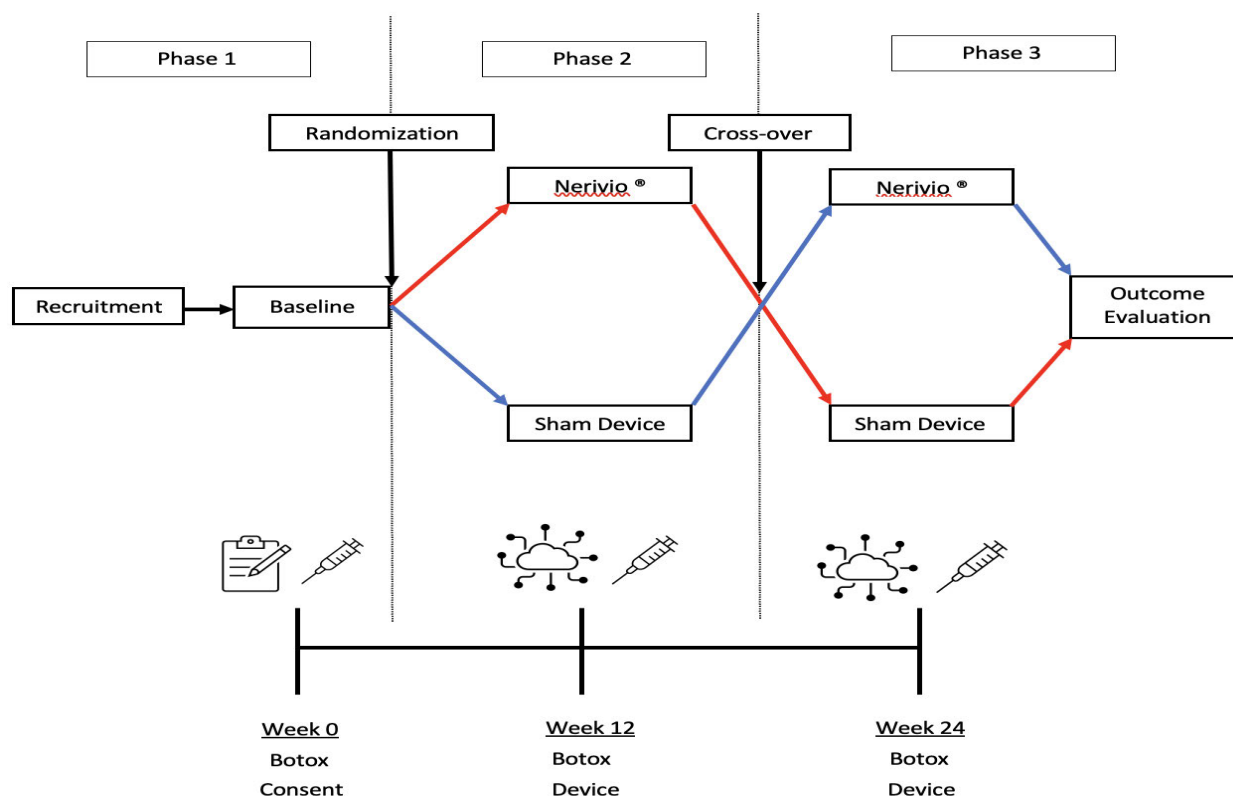 Phase 1
Phase 2
Phase 3
Randomization
Cross-over
Nerivio ®
Nerivio ®
Recruitment
Baseline
Outcome
Evaluation
Sham Device
Sham Device
Week 0
Botox
Consent
Week 12
Botox
Device
Week 24
Botox
Device